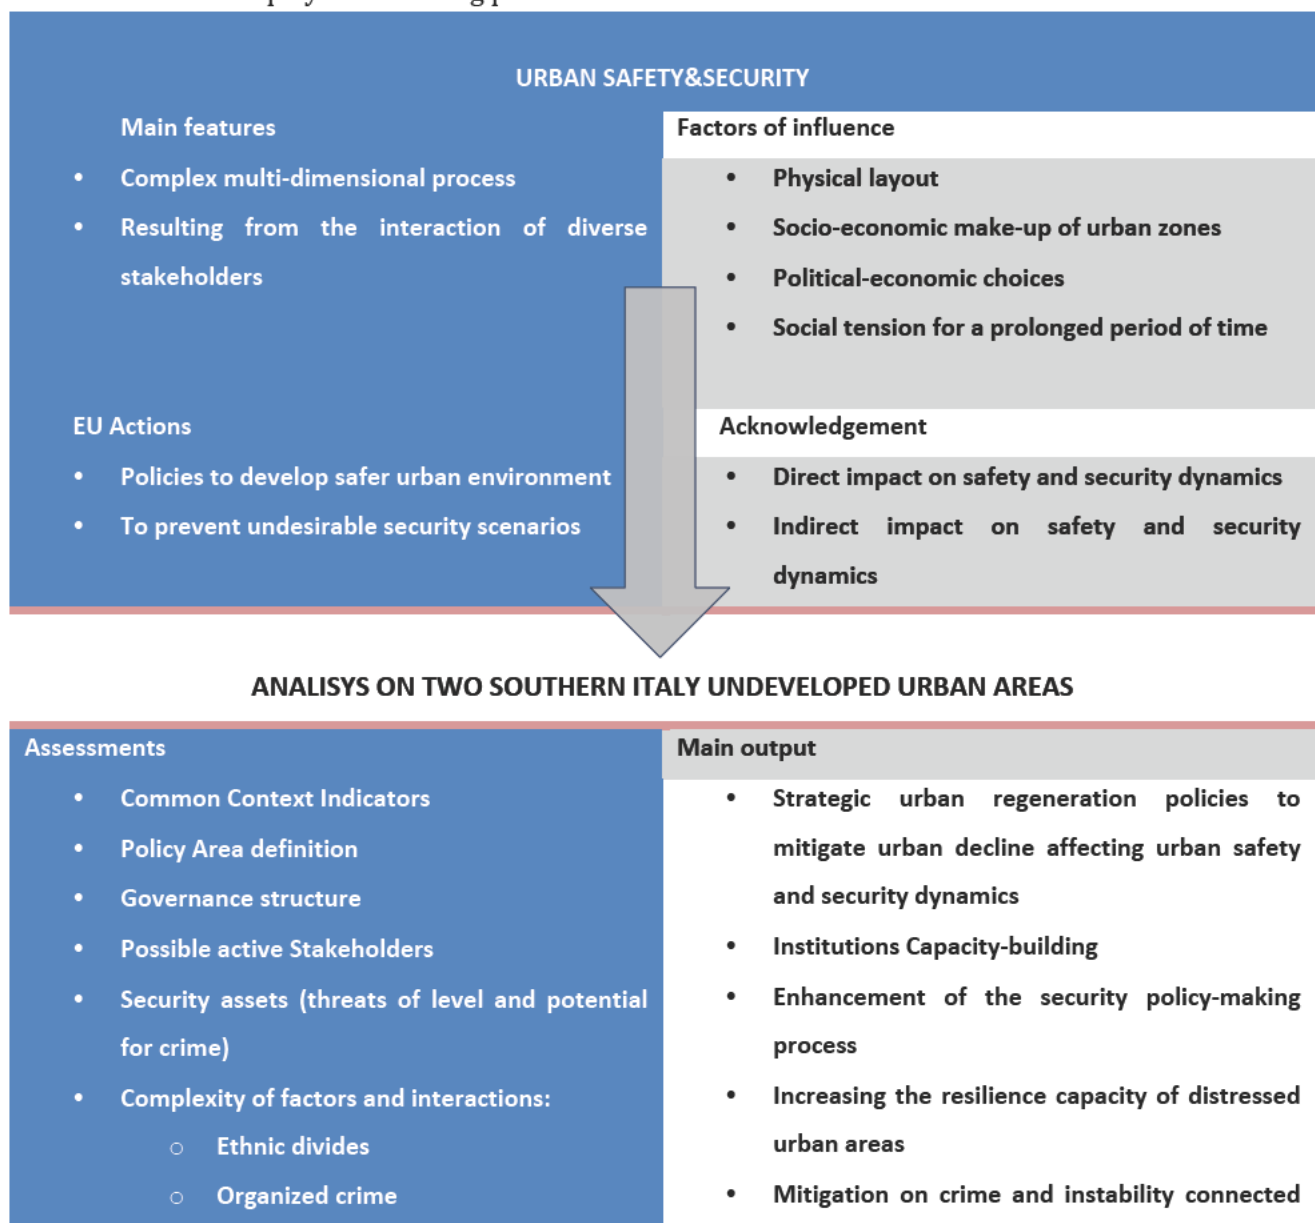 URBAN SAFETY&SECURITY
Main features
• Complex multi-dimensional process
• Resulting from the interaction of diverse
stakeholders
Factors of influence
• Physical layout
• Socio-economic make-up of urban zones
• Political-economic choices
• Social tension for a prolonged period of time
EU Actions
• Policies to develop safer urban environment
• To prevent undesirable security scenarios
Acknowledgement
• Direct impact on safety and security dynamics
• Indirect impact on safety and security
dynamics
ANALISYS ON TWO SOUTHERN ITALY UNDEVELOPED URBAN AREAS
Assessments
• Common Context Indicators
• Policy Area definition
• Governance structure
• Possible active Stakeholders
• Security assets (threats of level and potential
for crime)
• Complexity of factors and interactions:
○ Ethnic divides
○ Organized crime
Main output
• Strategic urban regeneration policies to
mitigate urban decline affecting urban safety
and security dynamics
• Institutions Capacity-building
• Enhancement of the security policy-making
process
• Increasing the resilience capacity of distressed
urban areas
• Mitigation on crime and instability connected